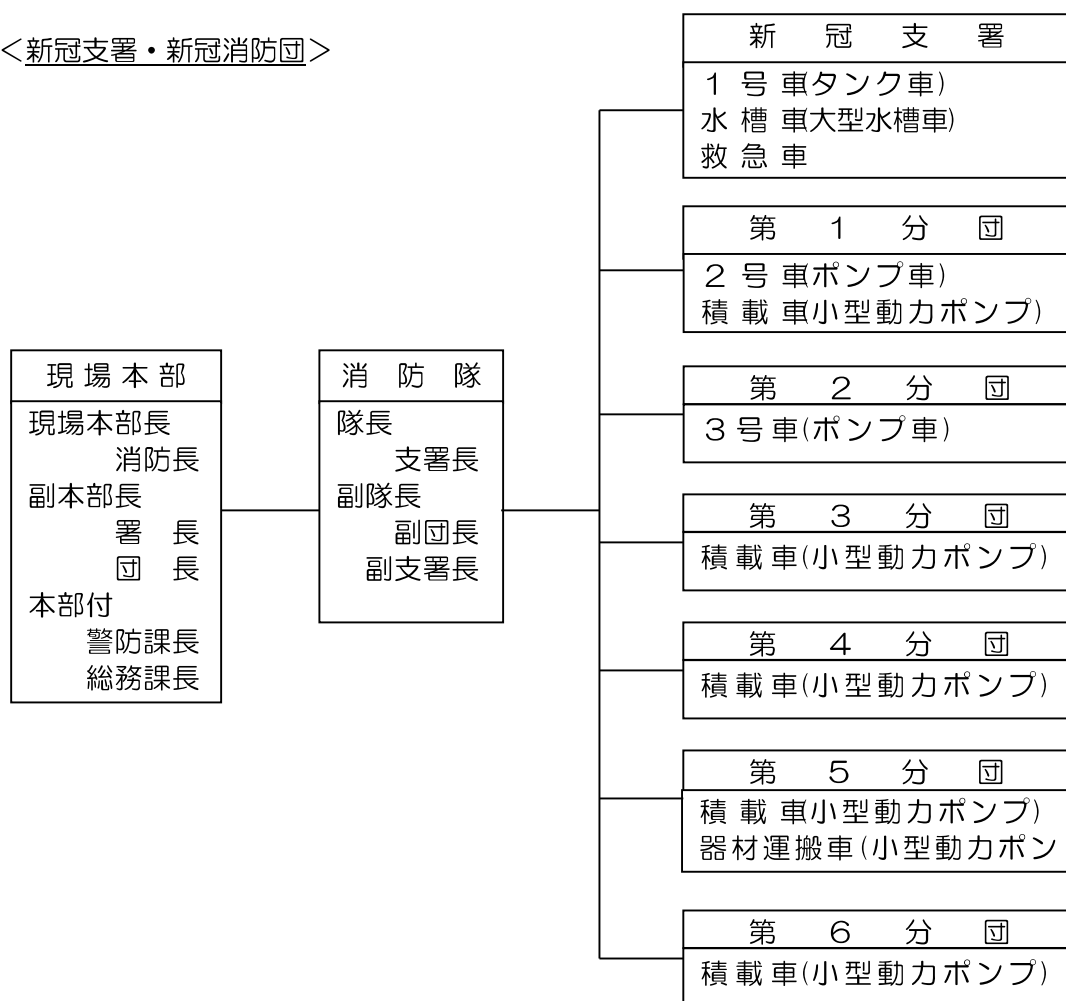 <新冠支署・新冠消防団>
現場本部
現場本部長
消防長
副本部長
署　長
団　長
本部付
警防課長
総務課長
消　防　隊
隊長
支署長
副隊長
副団長
副支署長
新　冠　支　署
１号車(タンク車)
水槽車(大型水槽車)
救急車
第　１　分　団
２号車(ポンプ車)
積載車(小型動力ポンプ)
第　２　分　団
３号車(ポンプ車)
第　３　分　団
積載車(小型動力ポンプ)
第　４　分　団
積載車(小型動力ポンプ)
第　５　分　団
積載車(小型動力ポンプ)
器材運搬車(小型動力ポン
第　６　分　団
積載車(小型動力ポンプ)